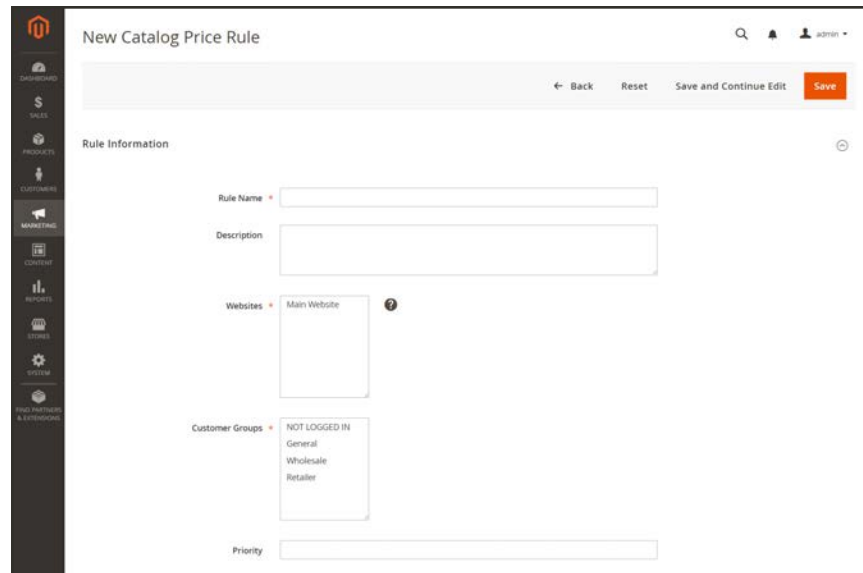 New Catalog Price Rule
admin
← Back Reset Save and Continue Edit Save
DASHBOARD
SALES
PRODUCTS
CUSTOMERS
MARKETING
CONTENT
REPORTS
STORES
SYSTEM
FIND PARTNERS
& EXTENSIONS
Rule Information
Rule Name *
Description
Websites * Main Website ?
Customer Groups * NOT LOGGED IN
General
Wholesale
Retailer
Priority